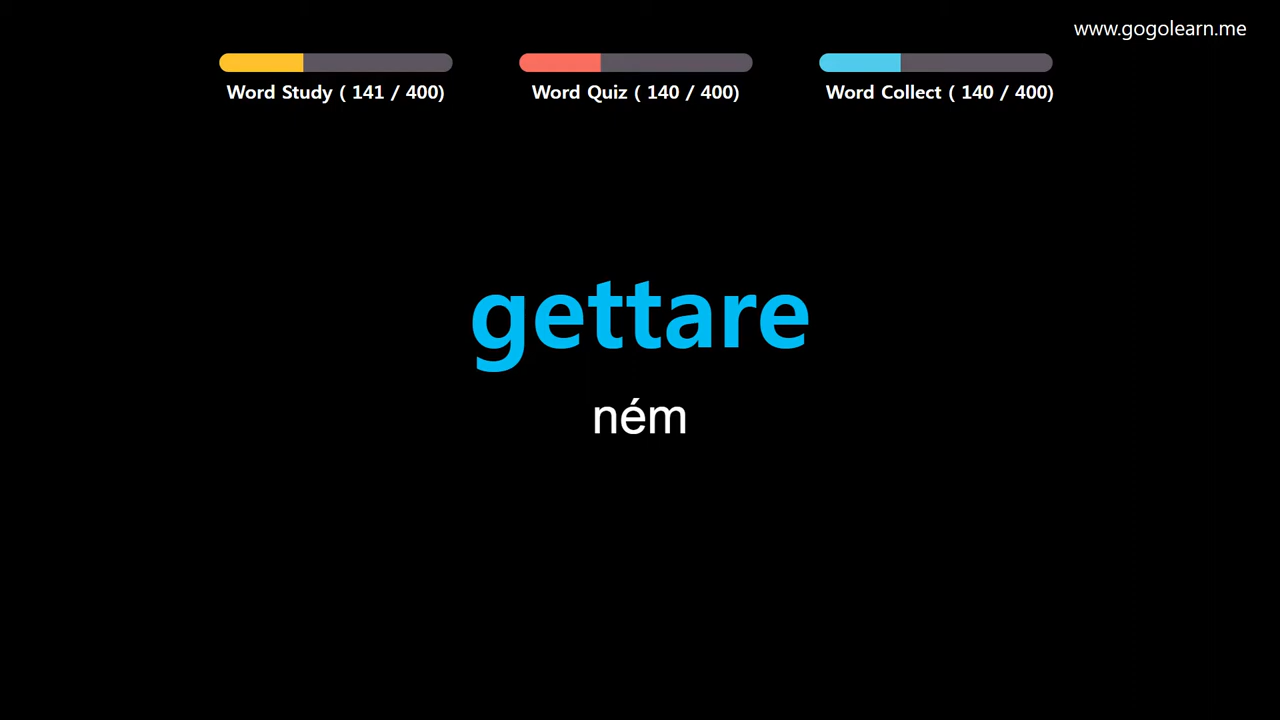 www.gogolearn.me
Word Study ( 141 / 400)
Word Quiz ( 140 / 400)
Word Collect ( 140 / 400)
gettare
ném